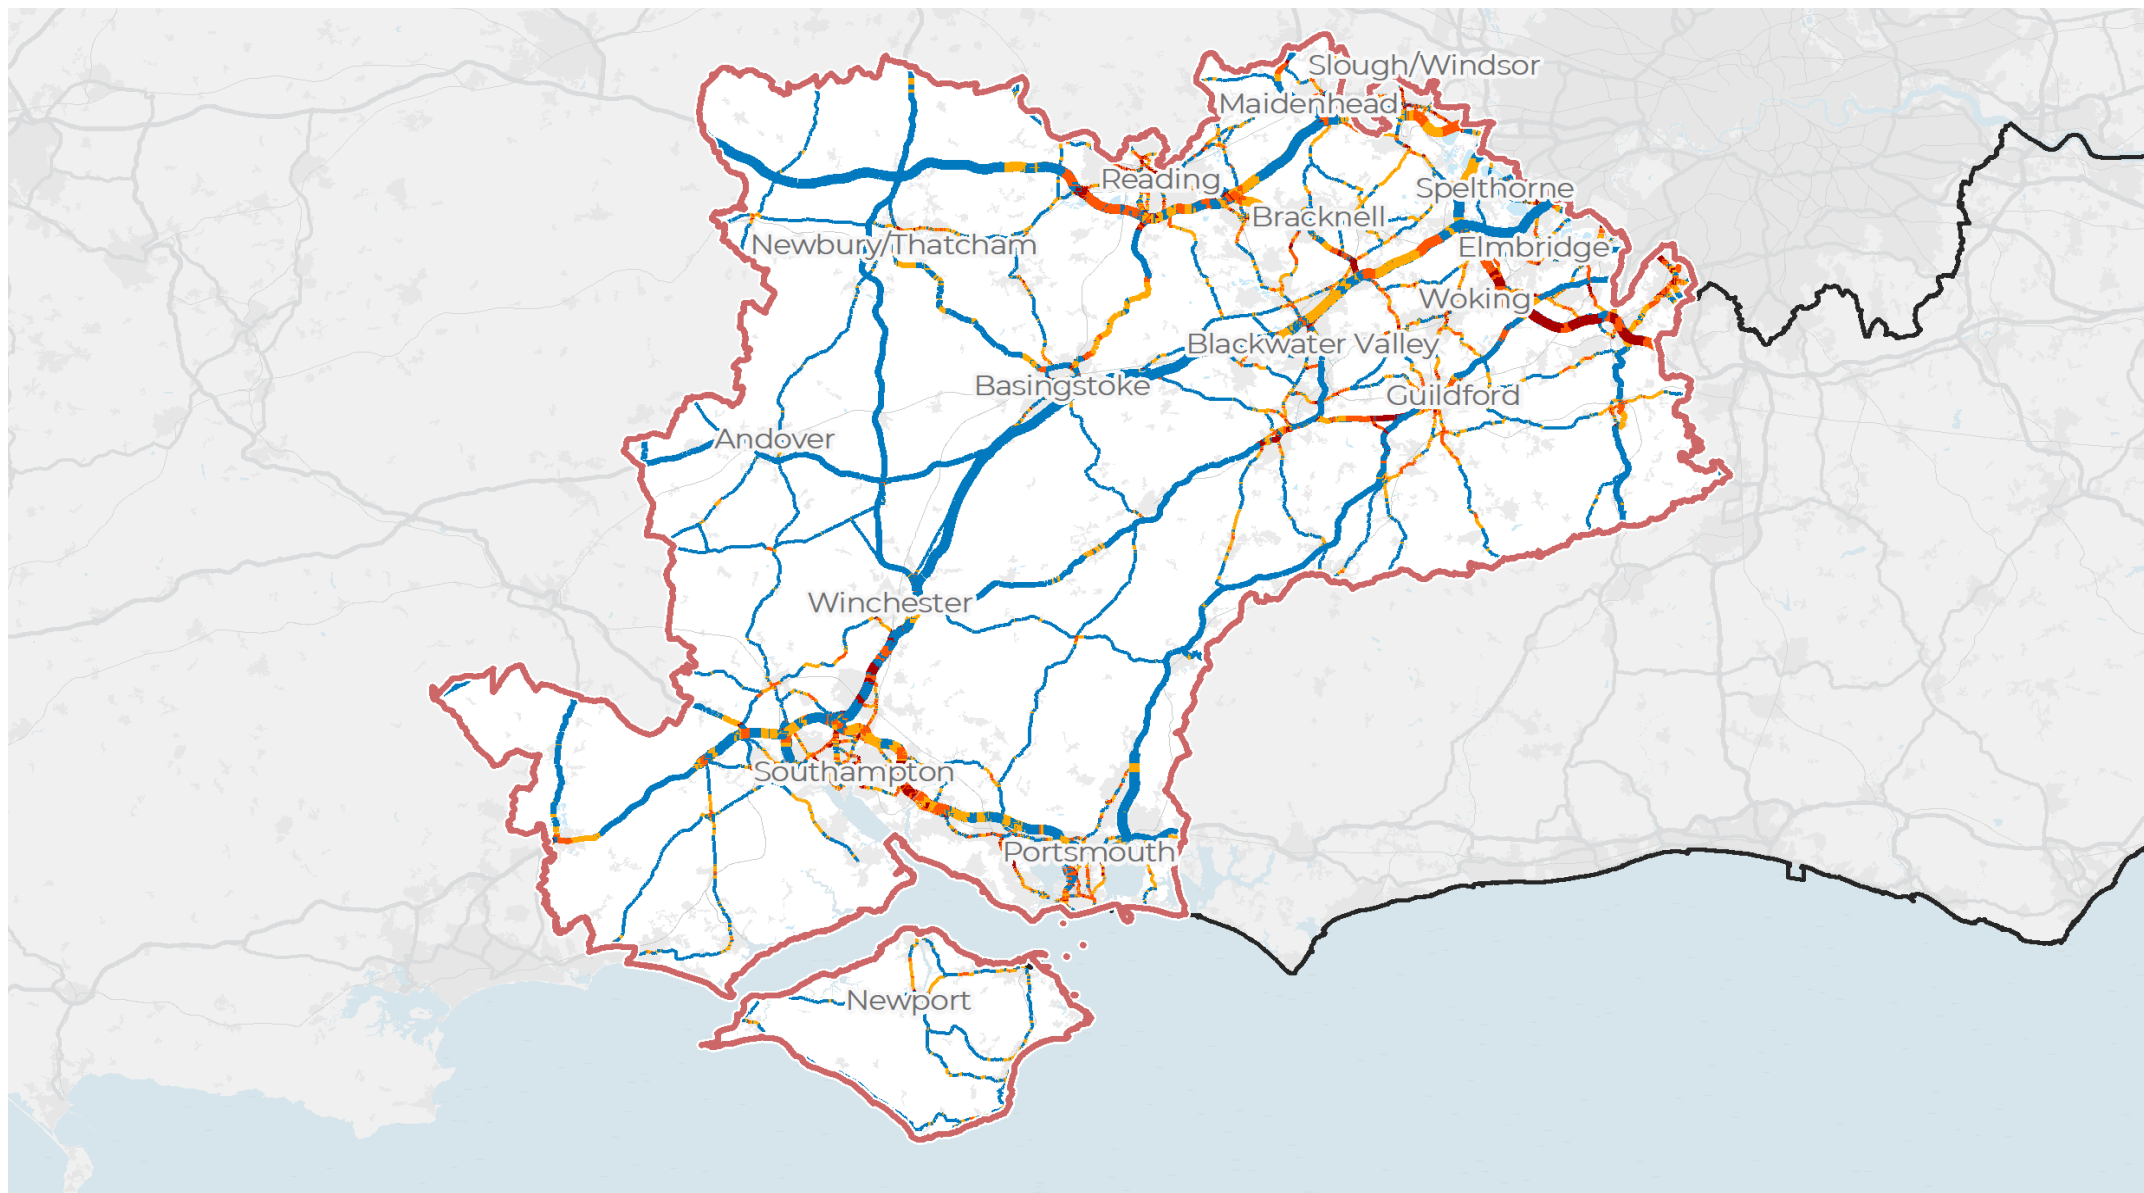 Slough/Windsor
Maidenhead
Reading
Spelthorne
Bracknell
Newbury/Thatcham
Elmbridge
Woking
Blackwater Valley
Basingstoke
Guildford
Andover
Winchester
Southampton
Portsmouth
Newport